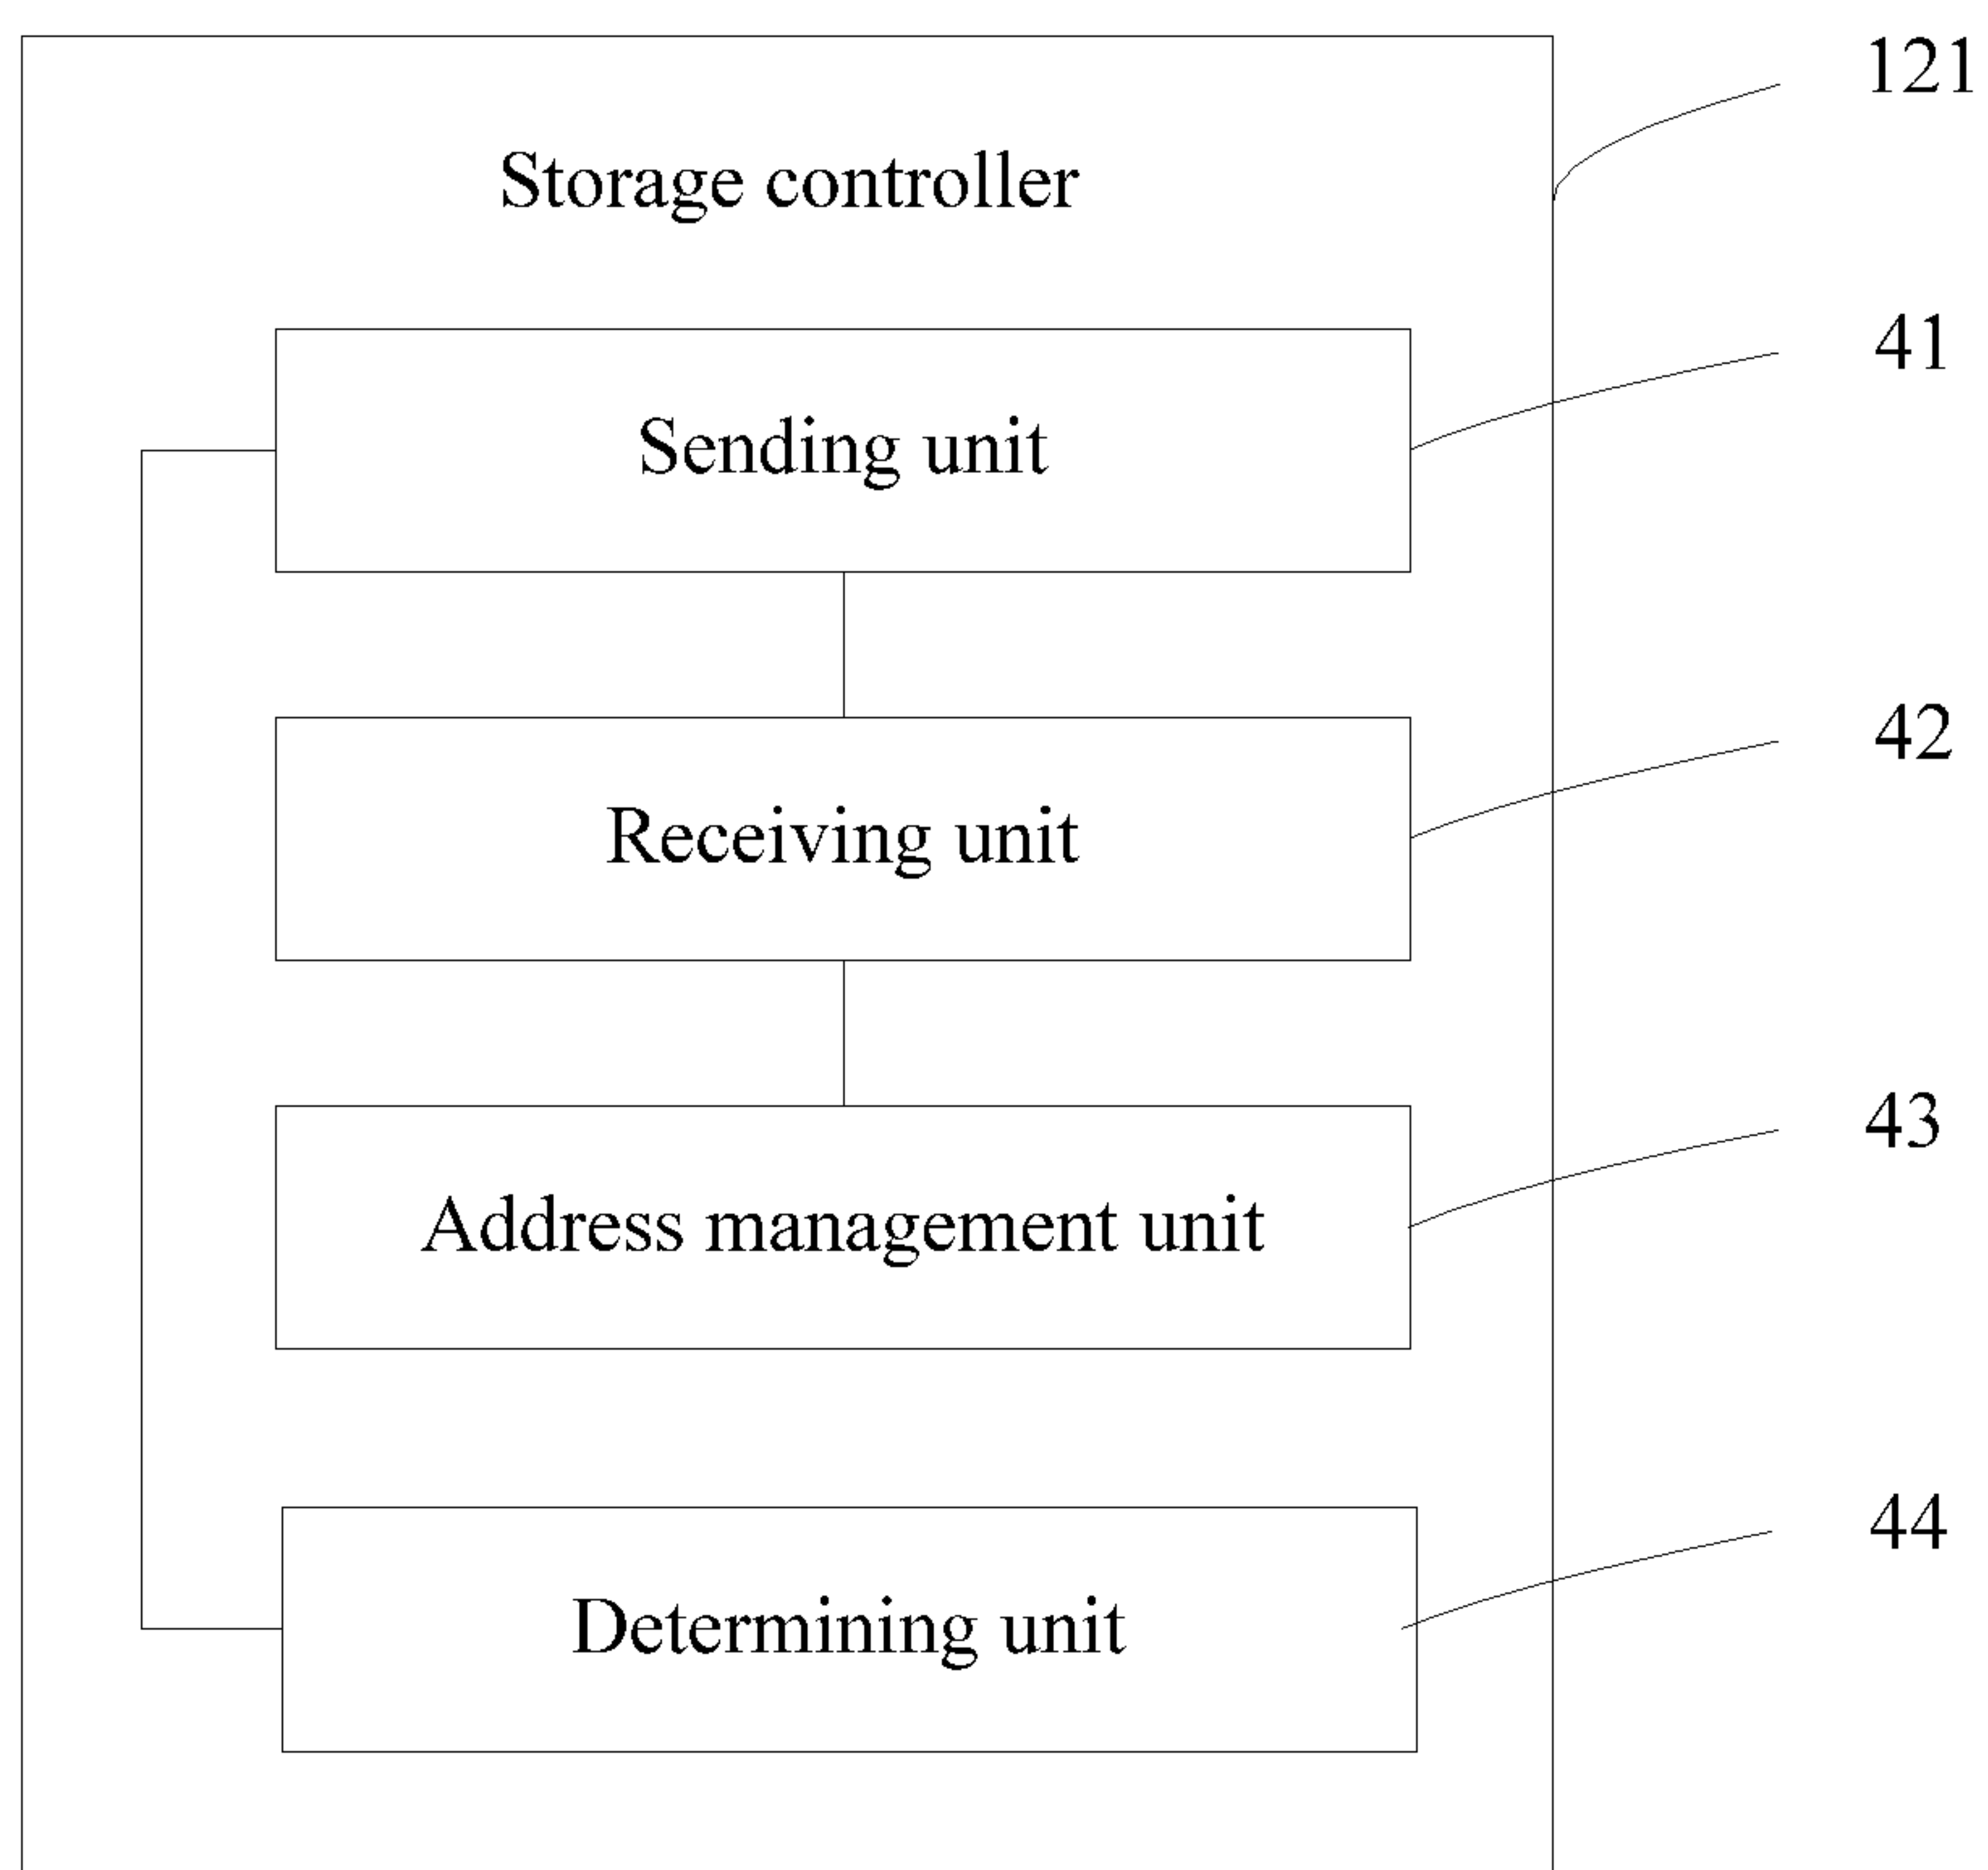 121
Storage controller
41
Sending unit
42
Receiving unit
43
Address management unit
44
Determining unit